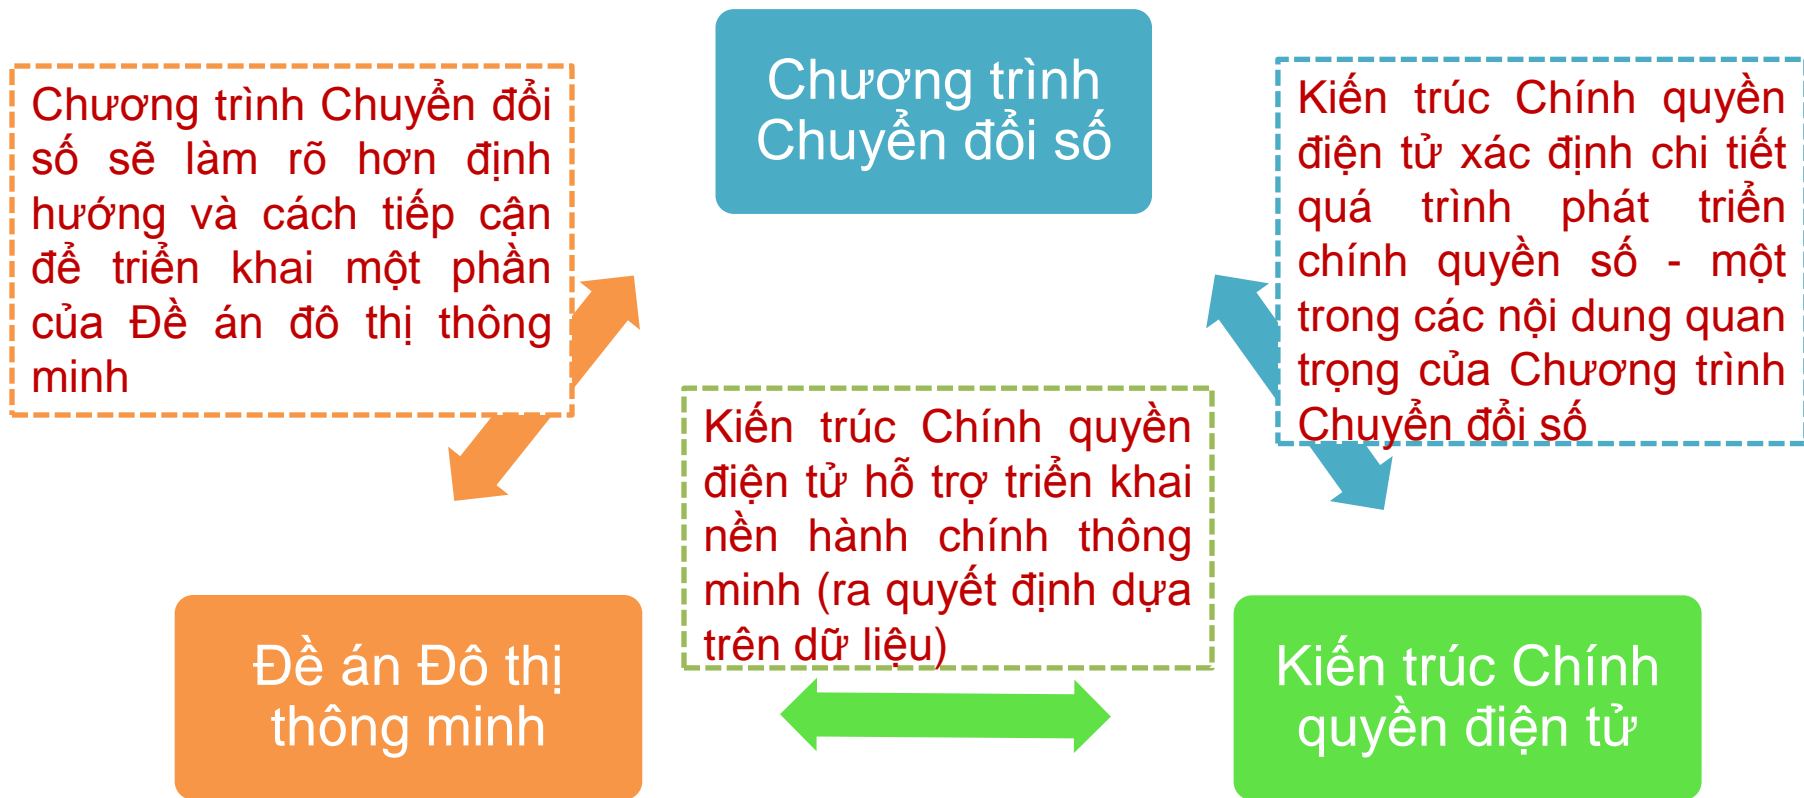 Chương trình
Chuyển đổi số
Chương trình Chuyển đổi
số sẽ làm rõ hơn định
hướng và cách tiếp cận
để triển khai một phần
của Đề án đô thị thông
minh
Kiến trúc Chính quyền
điện tử xác định chi tiết
quá trình phát triển
chính quyền số - một
trong các nội dung quan
trọng của Chương trình
Chuyển đổi số
Kiến trúc Chính quyền
điện tử hỗ trợ triển khai
nền hành chính thông
minh (ra quyết định dựa
trên dữ liệu)
Đề án Đô thị
thông minh
Kiến trúc Chính
quyền điện tử